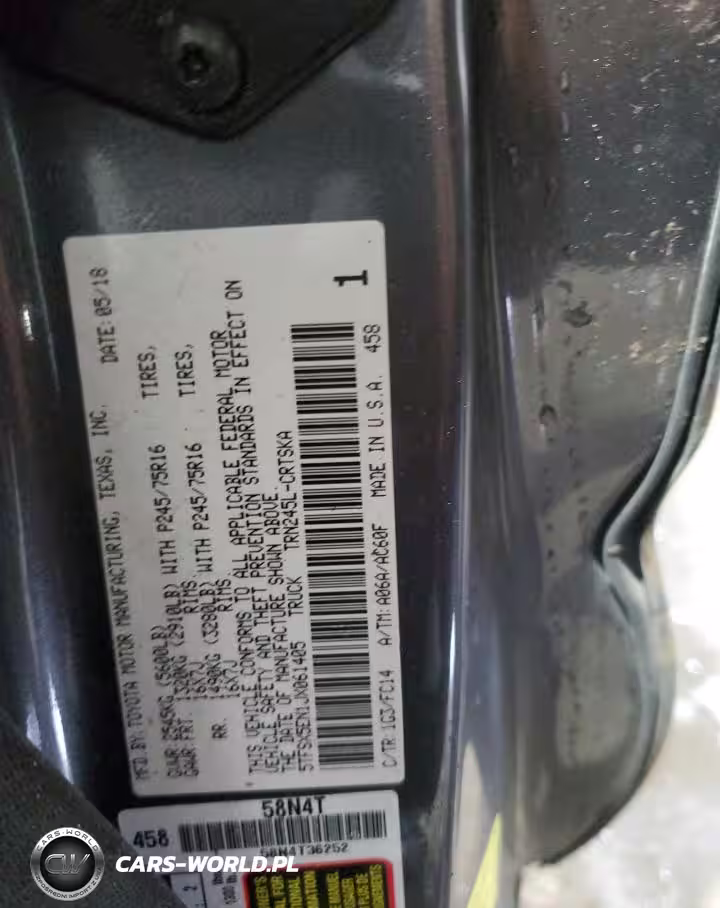 MFD. BY: TOYOTA MOTOR MANUFACTURING, TEXAS, INC. DATE: 05/18
GVWR: 2545KG (5600LB)
GAWR: FRT. 1320KG (2910LB) WITH P245/75R16 TIRES,
16X7J RIMS,
RR. 1490KG (3280LB) WITH P245/75R16 TIRES,
16X7J RIMS
THIS VEHICLE CONFORMS TO ALL APPLICABLE FEDERAL MOTOR
VEHICLE SAFETY AND THEFT PREVENTION STANDARDS IN EFFECT ON
THE DATE OF MANUFACTURE SHOWN ABOVE.
5TFSX5EN1JX061405 TRUCK TRN245L-CRTSKA
1
C/TR: 1G3/FC14 A/TM: A06A/AC60F MADE IN U.S.A. 458
58N4T
458
58N4T36252
CW
CARS-WORLD.PL